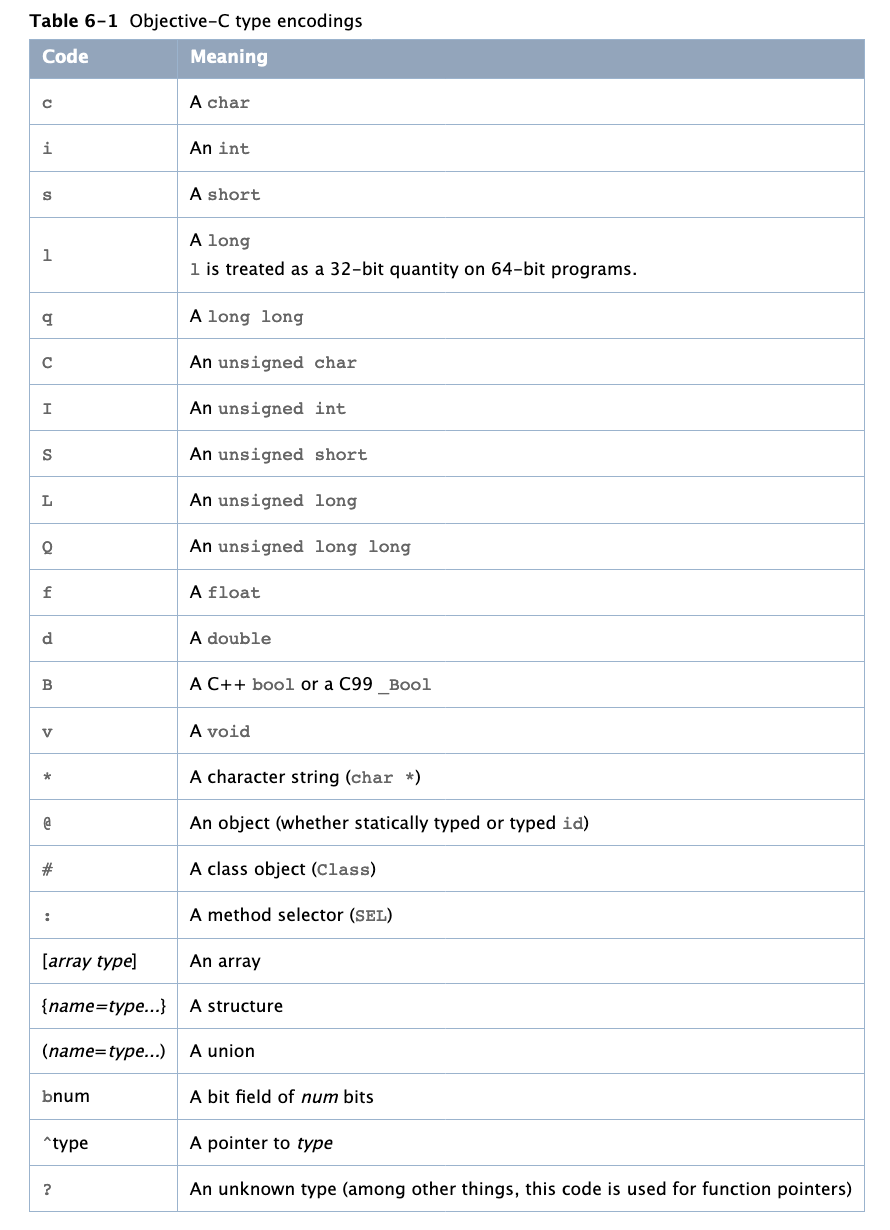 Table 6-1 Objective-C type encodings
Code Meaning
c A char
i An int
s A short
l A long
l is treated as a 32-bit quantity on 64-bit programs.
q A long long
C An unsigned char
I An unsigned int
S An unsigned short
L An unsigned long
Q An unsigned long long
f A float
d A double
B A C++ bool or a C99 _Bool
v A void
* A character string (char *)
@ An object (whether statically typed or typed id)
# A class object (Class)
: A method selector (SEL)
[array type] An array
{name=type...} A structure
(name=type...) A union
bnum A bit field of num bits
^type A pointer to type
? An unknown type (among other things, this code is used for function pointers)